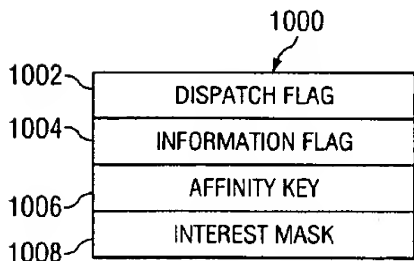 1000
1002 DISPATCH FLAG
1004 INFORMATION FLAG
1006 AFFINITY KEY
1008 INTEREST MASK